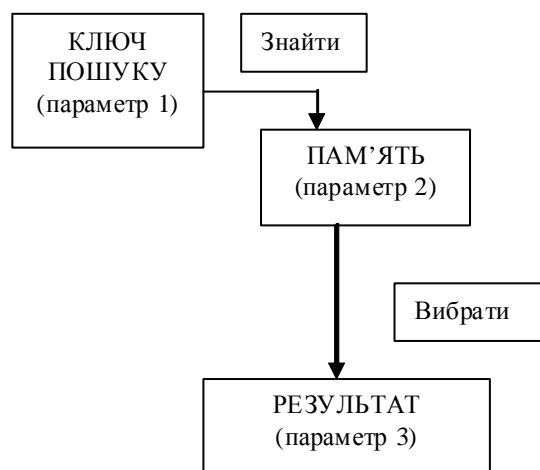 КЛЮЧ
ПОШУКУ
(параметр 1)
Знайти
ПАМ’ЯТЬ
(параметр 2)
Вибрати
РЕЗУЛЬТАТ
(параметр 3)